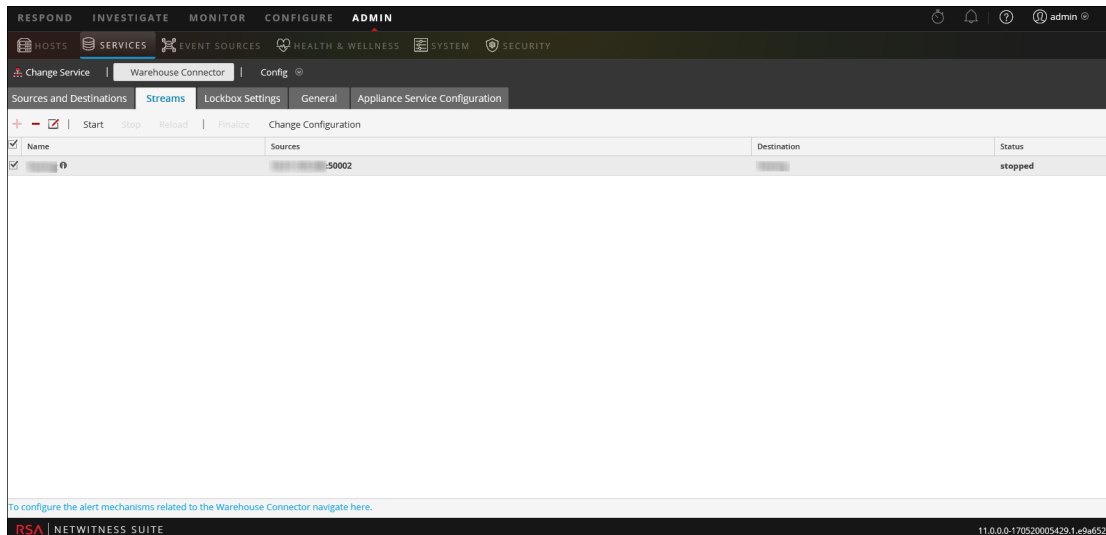 RESPOND INVESTIGATE MONITOR CONFIGURE ADMIN admin
HOSTS SERVICES EVENT SOURCES HEALTH & WELLNESS SYSTEM SECURITY
Change Service | Warehouse Connector | Config
Sources and Destinations Streams Lockbox Settings General Appliance Service Configuration
Start Stop Reload | Finalize Change Configuration
Name Sources Destination Status
:50002 stopped
To configure the alert mechanisms related to the Warehouse Connector navigate here.
RSA | NETWITNESS SUITE 11.0.0.0-170520005429.1.e9a652